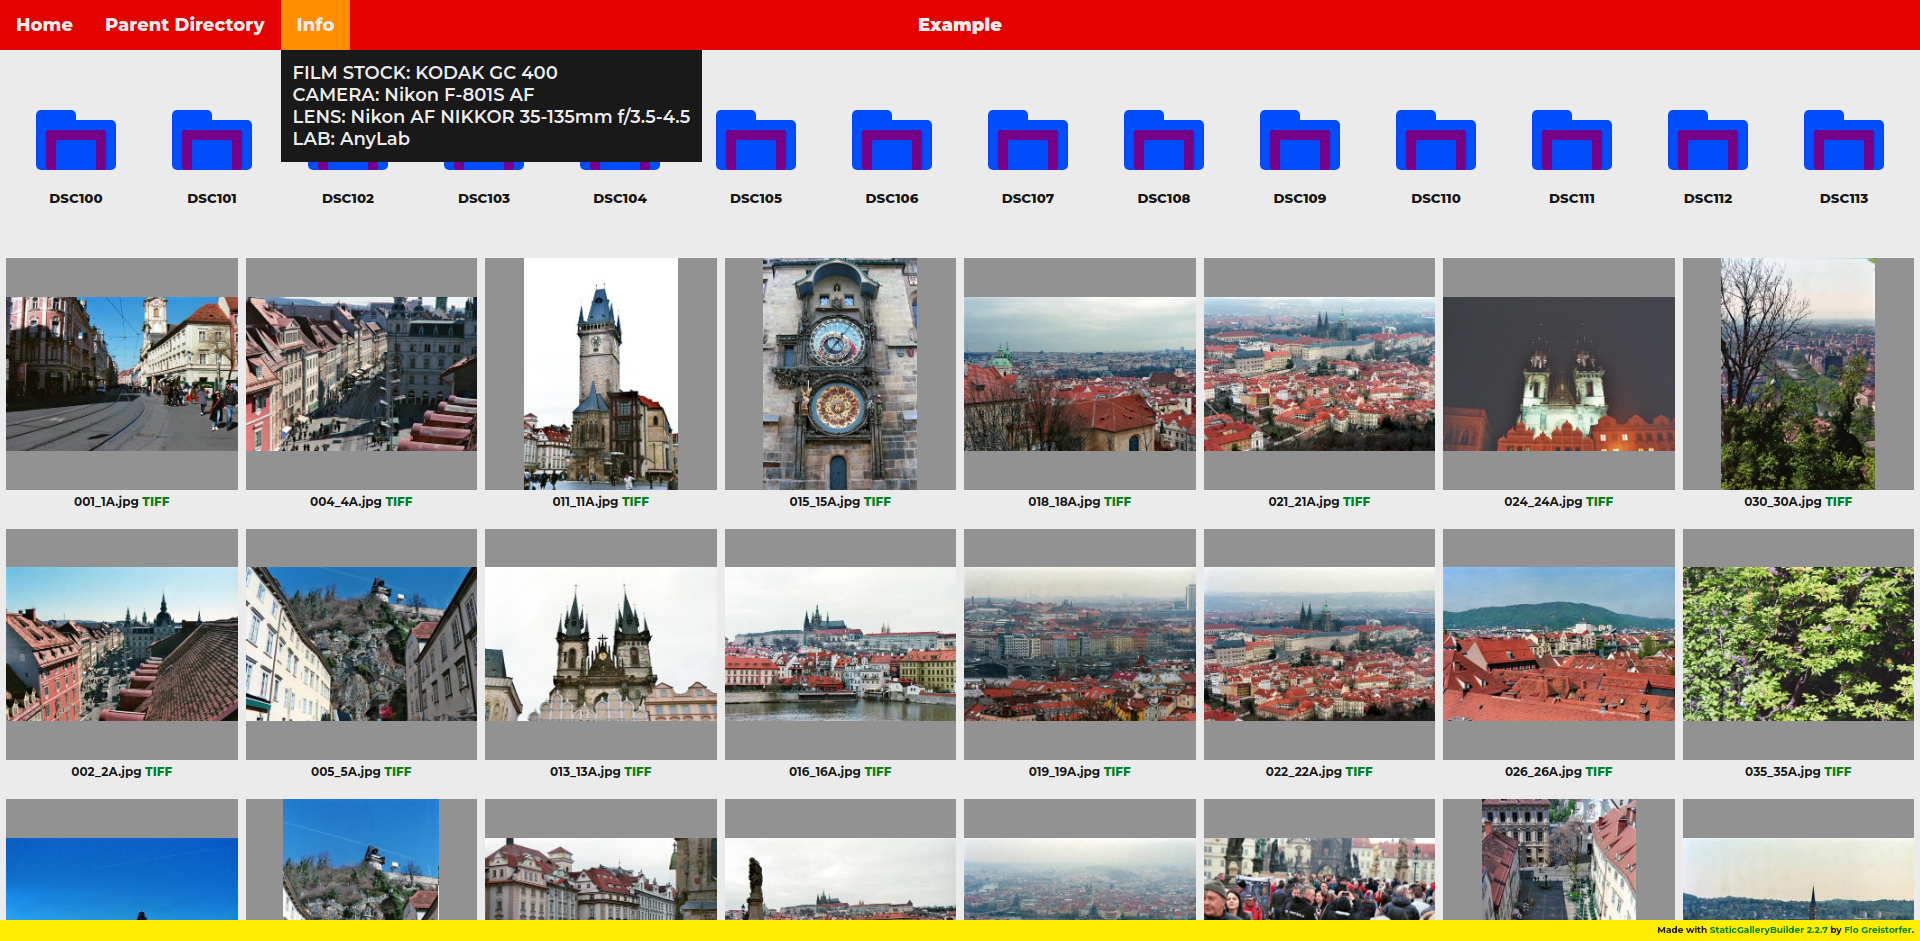 Home Parent Directory Info Example
FILM STOCK: KODAK GC 400
CAMERA: Nikon F-801S AF
LENS: Nikon AF NIKKOR 35-135mm f/3.5-4.5
LAB: AnyLab
DSC100 DSC101 DSC102 DSC103 DSC104 DSC105 DSC106 DSC107 DSC108 DSC109 DSC110 DSC111 DSC112 DSC113
001_1A.jpg TIFF 004_4A.jpg TIFF 011_11A.jpg TIFF 015_15A.jpg TIFF 018_18A.jpg TIFF 021_21A.jpg TIFF 024_24A.jpg TIFF 030_30A.jpg TIFF
002_2A.jpg TIFF 005_5A.jpg TIFF 013_13A.jpg TIFF 016_16A.jpg TIFF 019_19A.jpg TIFF 022_22A.jpg TIFF 026_26A.jpg TIFF 035_35A.jpg TIFF
Made with StaticGalleryBuilder 2.2.7 by Flo Greistorfer.